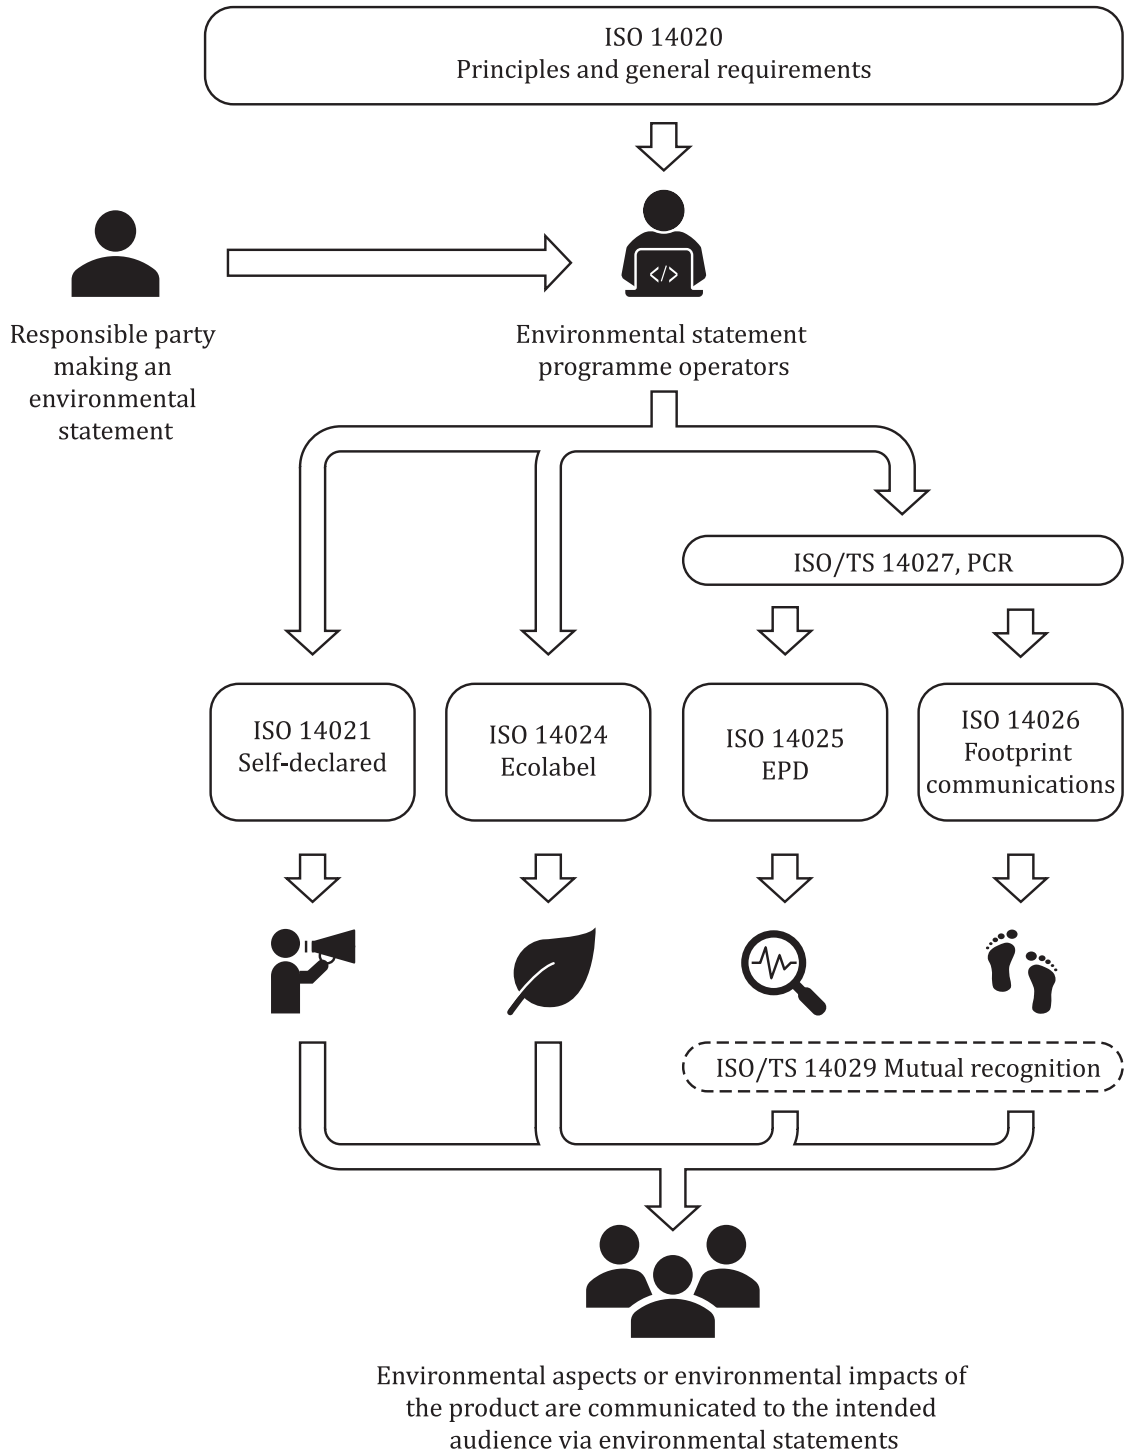 ISO 14020
Principles and general requirements
Responsible party
making an
environmental
statement
Environmental statement
programme operators
</>
ISO/TS 14027, PCR
ISO 14021
Self-declared
ISO 14024
Ecolabel
ISO 14025
EPD
ISO 14026
Footprint
communications
ISO/TS 14029 Mutual recognition
Environmental aspects or environmental impacts of
the product are communicated to the intended
audience via environmental statements